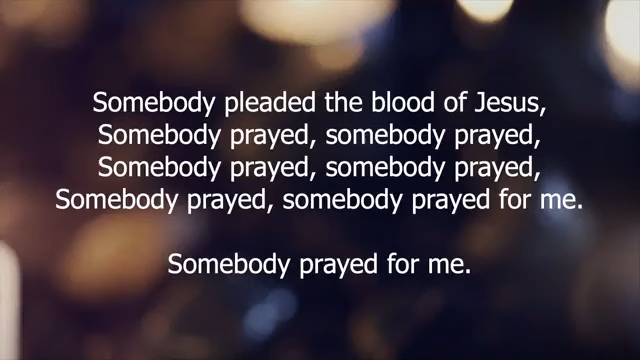 Somebody pleaded the blood of Jesus,
Somebody prayed, somebody prayed,
Somebody prayed, somebody prayed,
Somebody prayed, somebody prayed for me.
Somebody prayed for me.